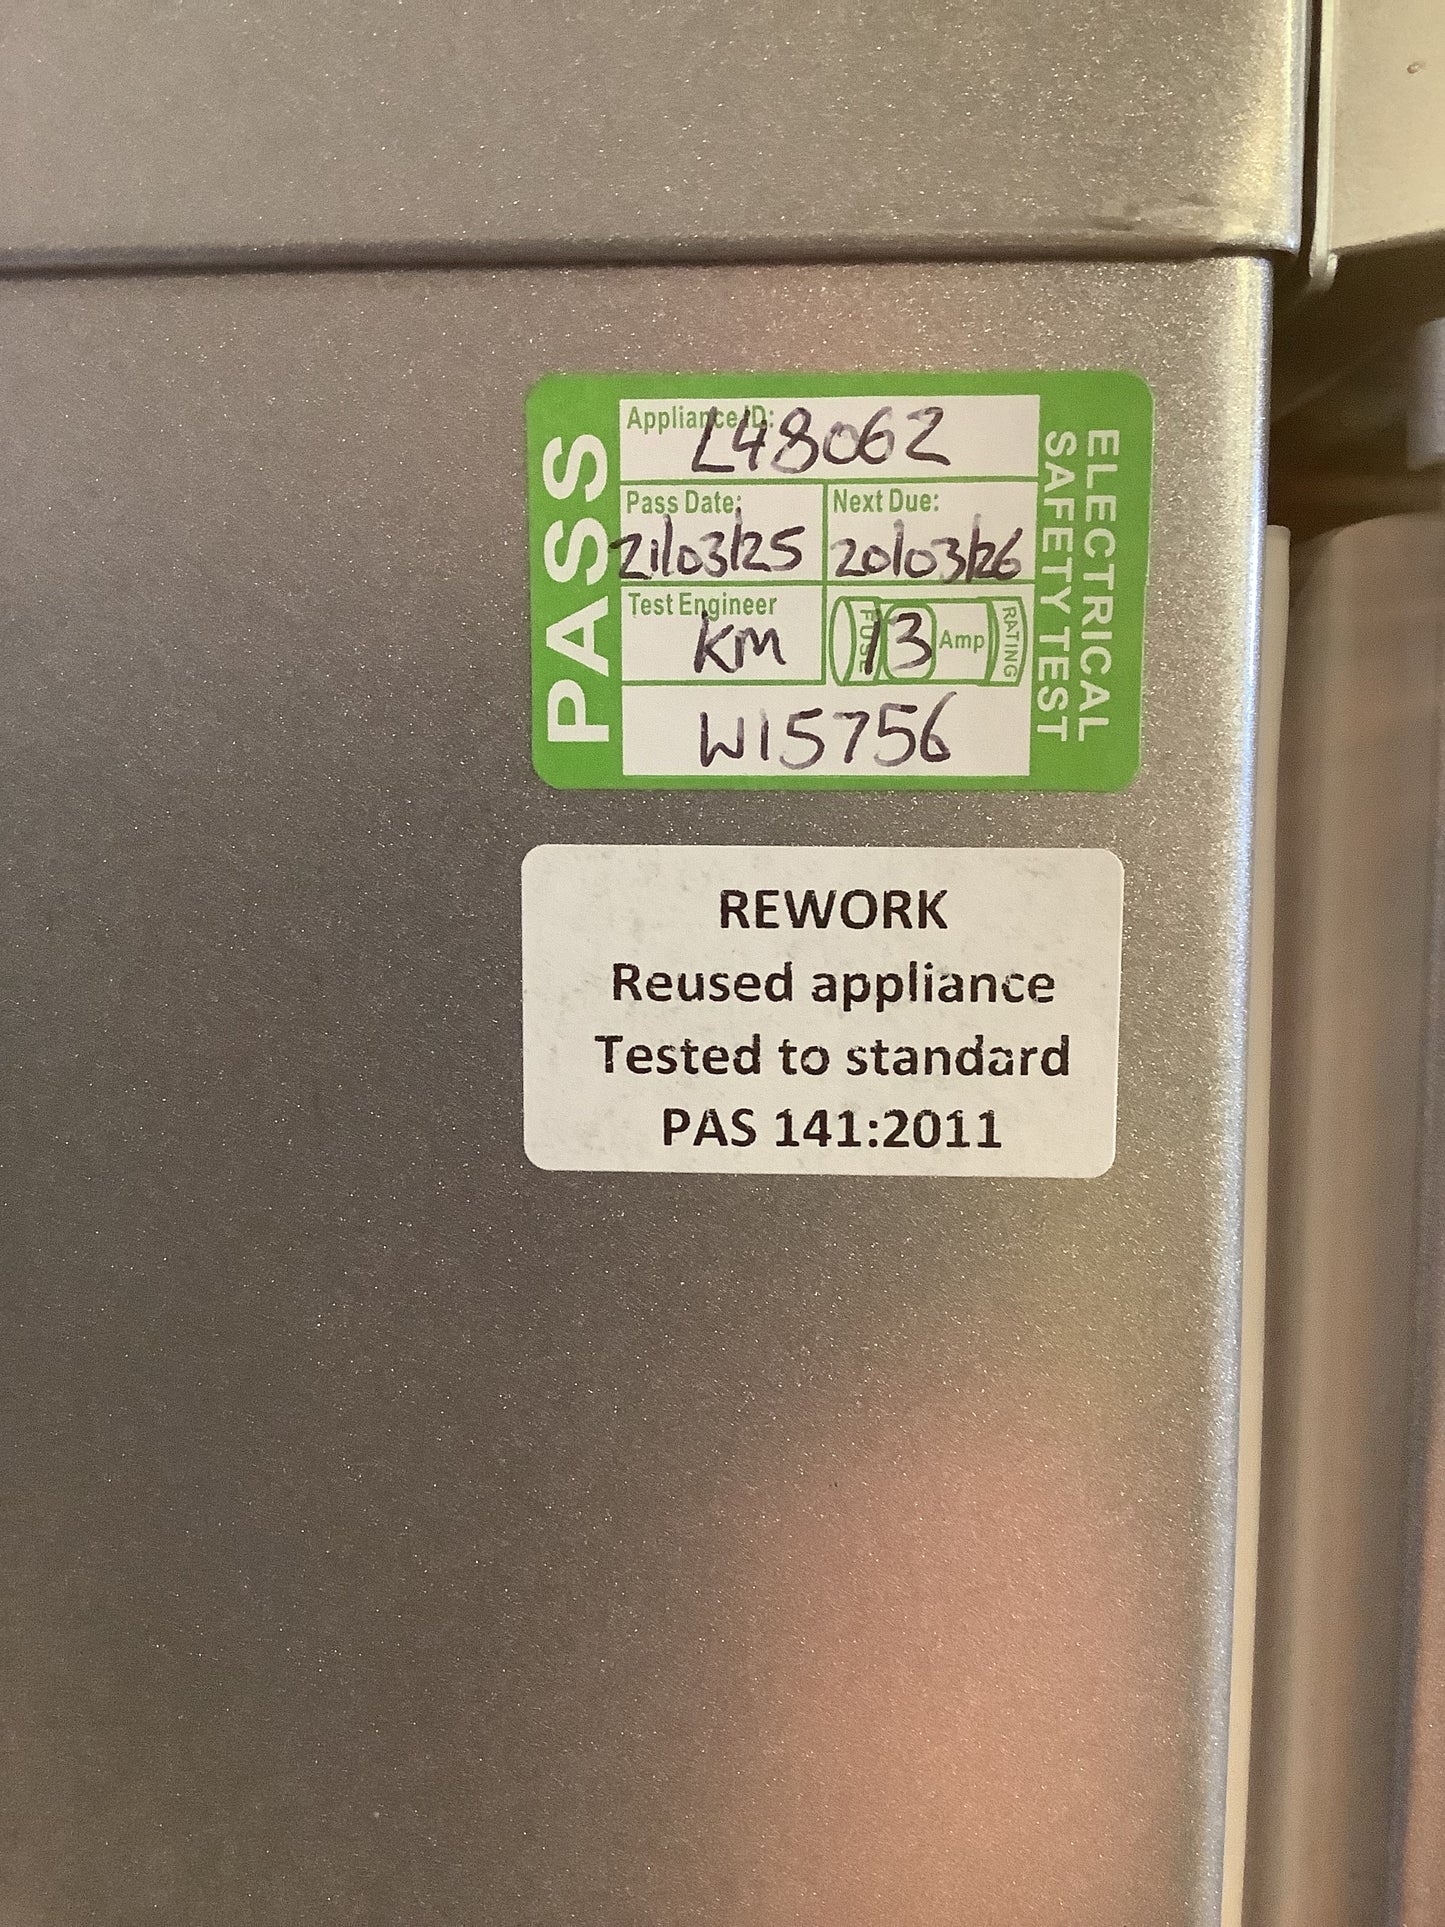 PASS
Appliance ID:
L48062
Pass Date:
21/03/25
Next Due:
20/03/26
Test Engineer
KM
FUSE 13 Amp RATING
W15756
ELECTRICAL
SAFETY TEST
REWORK
Reused appliance
Tested to standard
PAS 141:2011